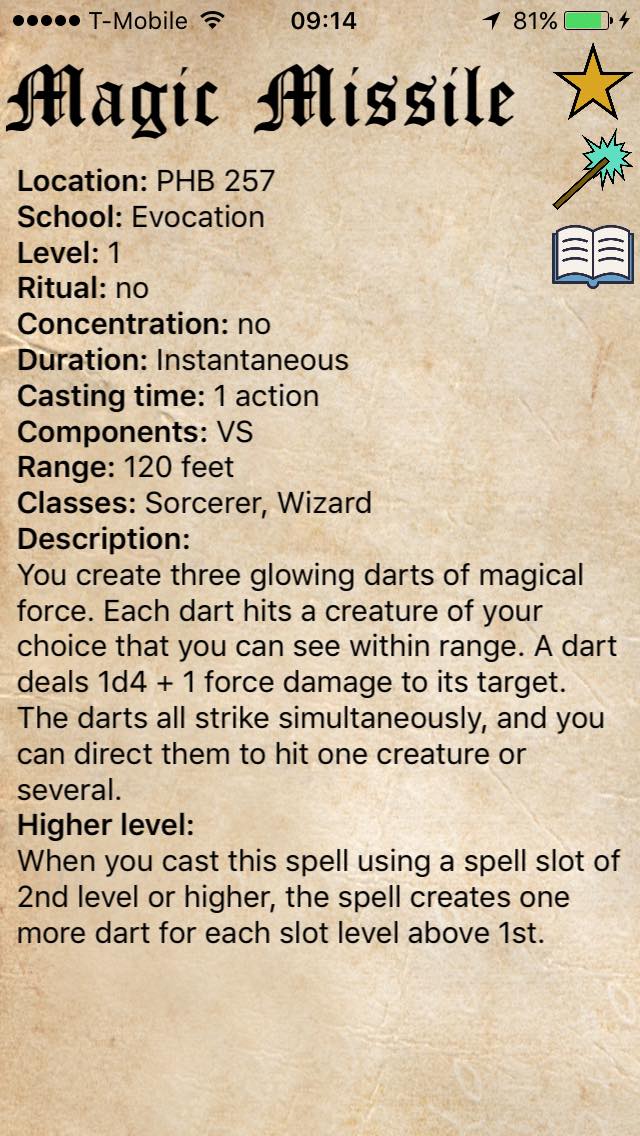 T-Mobile 09:14 81%
Magic Missile
Location: PHB 257
School: Evocation
Level: 1
Ritual: no
Concentration: no
Duration: Instantaneous
Casting time: 1 action
Components: VS
Range: 120 feet
Classes: Sorcerer, Wizard
Description:
You create three glowing darts of magical
force. Each dart hits a creature of your
choice that you can see within range. A dart
deals 1d4 + 1 force damage to its target.
The darts all strike simultaneously, and you
can direct them to hit one creature or
several.
Higher level:
When you cast this spell using a spell slot of
2nd level or higher, the spell creates one
more dart for each slot level above 1st.